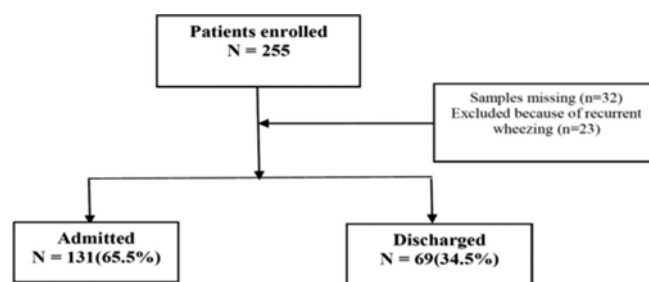 Patients enrolled
N = 255
Samples missing (n=32)
Excluded because of recurrent
wheezing (n=23)
Admitted
N = 131(65.5%)
Discharged
N = 69(34.5%)